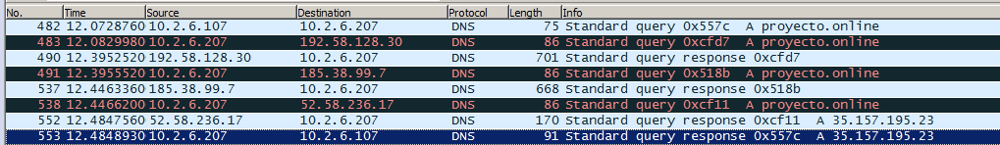 No. Time Source Destination Protocol Length Info
482 12.0728760 10.2.6.107 10.2.6.207 DNS 75 Standard query 0x557c A proyecto.online
483 12.0829980 10.2.6.207 192.58.128.30 DNS 86 Standard query 0xcfd7 A proyecto.online
490 12.3952520 192.58.128.30 10.2.6.207 DNS 701 Standard query response 0xcfd7
491 12.3955520 10.2.6.207 185.38.99.7 DNS 86 Standard query 0x518b A proyecto.online
537 12.4463360 185.38.99.7 10.2.6.207 DNS 668 Standard query response 0x518b
538 12.4466200 10.2.6.207 52.58.236.17 DNS 86 Standard query 0xcf11 A proyecto.online
552 12.4847560 52.58.236.17 10.2.6.207 DNS 170 Standard query response 0xcf11 A 35.157.195.23
553 12.4848930 10.2.6.207 10.2.6.107 DNS 91 Standard query response 0x557c A 35.157.195.23